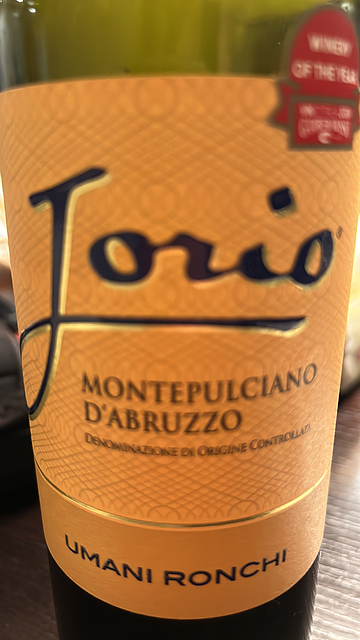 WINERY
OF THE YEAR
Jorio®
MONTEPULCIANO
D'ABRUZZO
DENOMINAZIONE DI ORIGINE CONTROLLATA
UMANI RONCHI